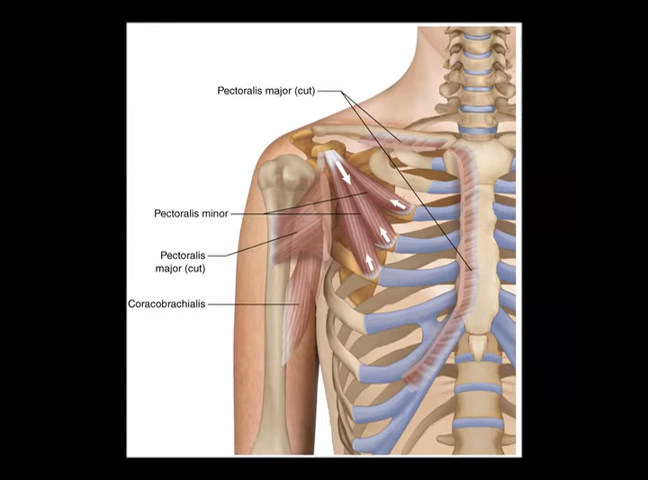 Pectoralis major (cut)
Pectoralis minor
Pectoralis
major (cut)
Coracobrachialis